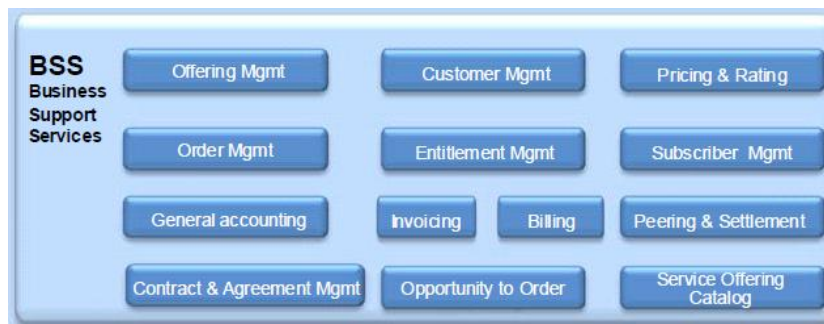 BSS
Business
Support
Services
Offering Mgmt
Customer Mgmt
Pricing & Rating
Order Mgmt
Entitlement Mgmt
Subscriber Mgmt
General accounting
Invoicing
Billing
Peering & Settlement
Contract & Agreement Mgmt
Opportunity to Order
Service Offering
Catalog